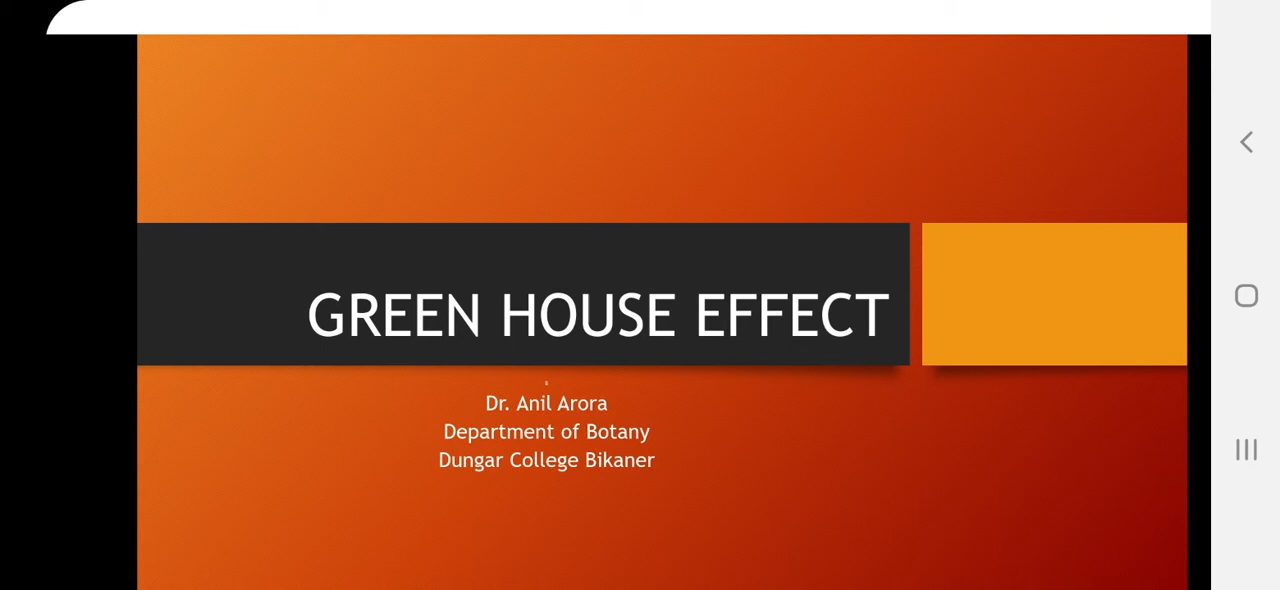 GREEN HOUSE EFFECT
Dr. Anil Arora
Department of Botany
Dungar College Bikaner